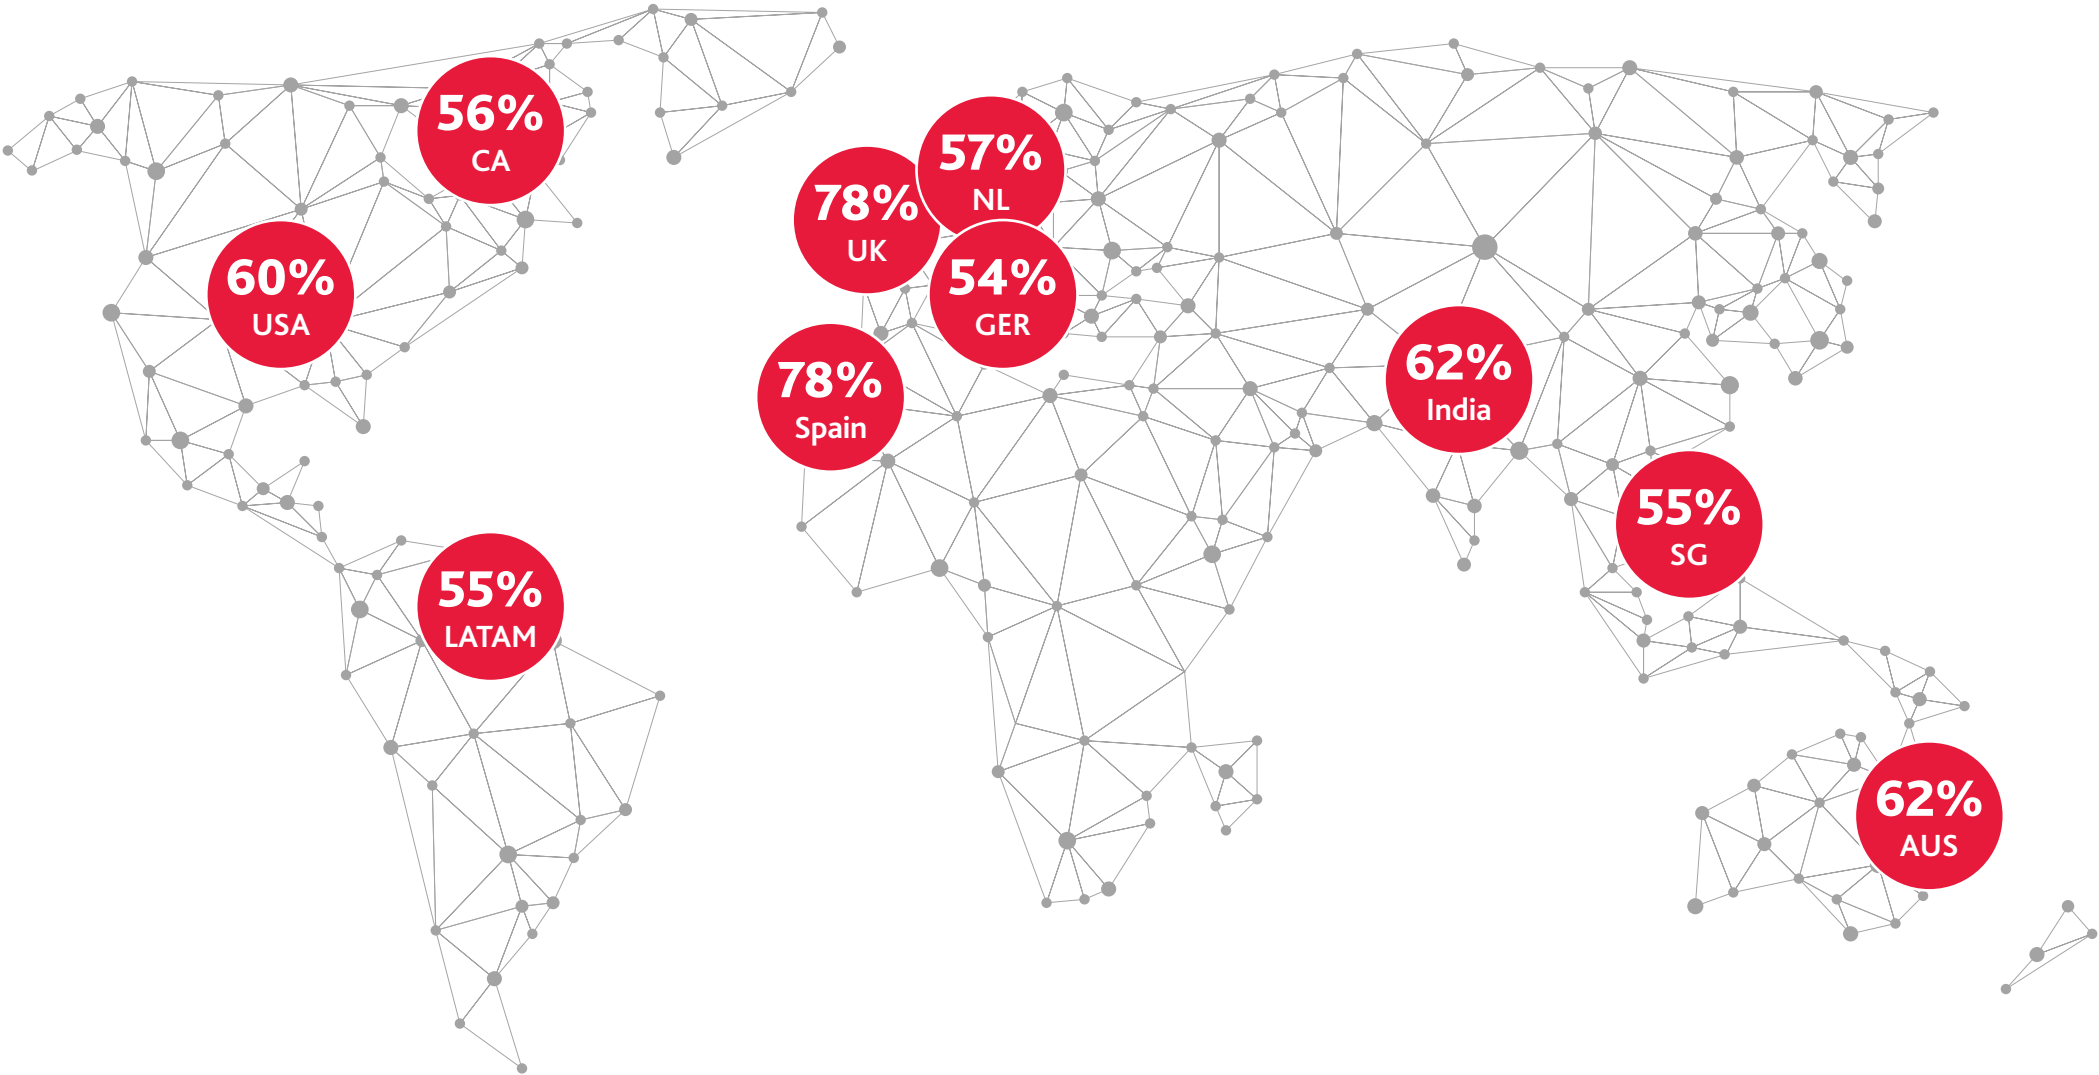 56%
CA
57%
NL
78%
UK
60%
USA
54%
GER
78%
Spain
62%
India
55%
SG
55%
LATAM
62%
AUS